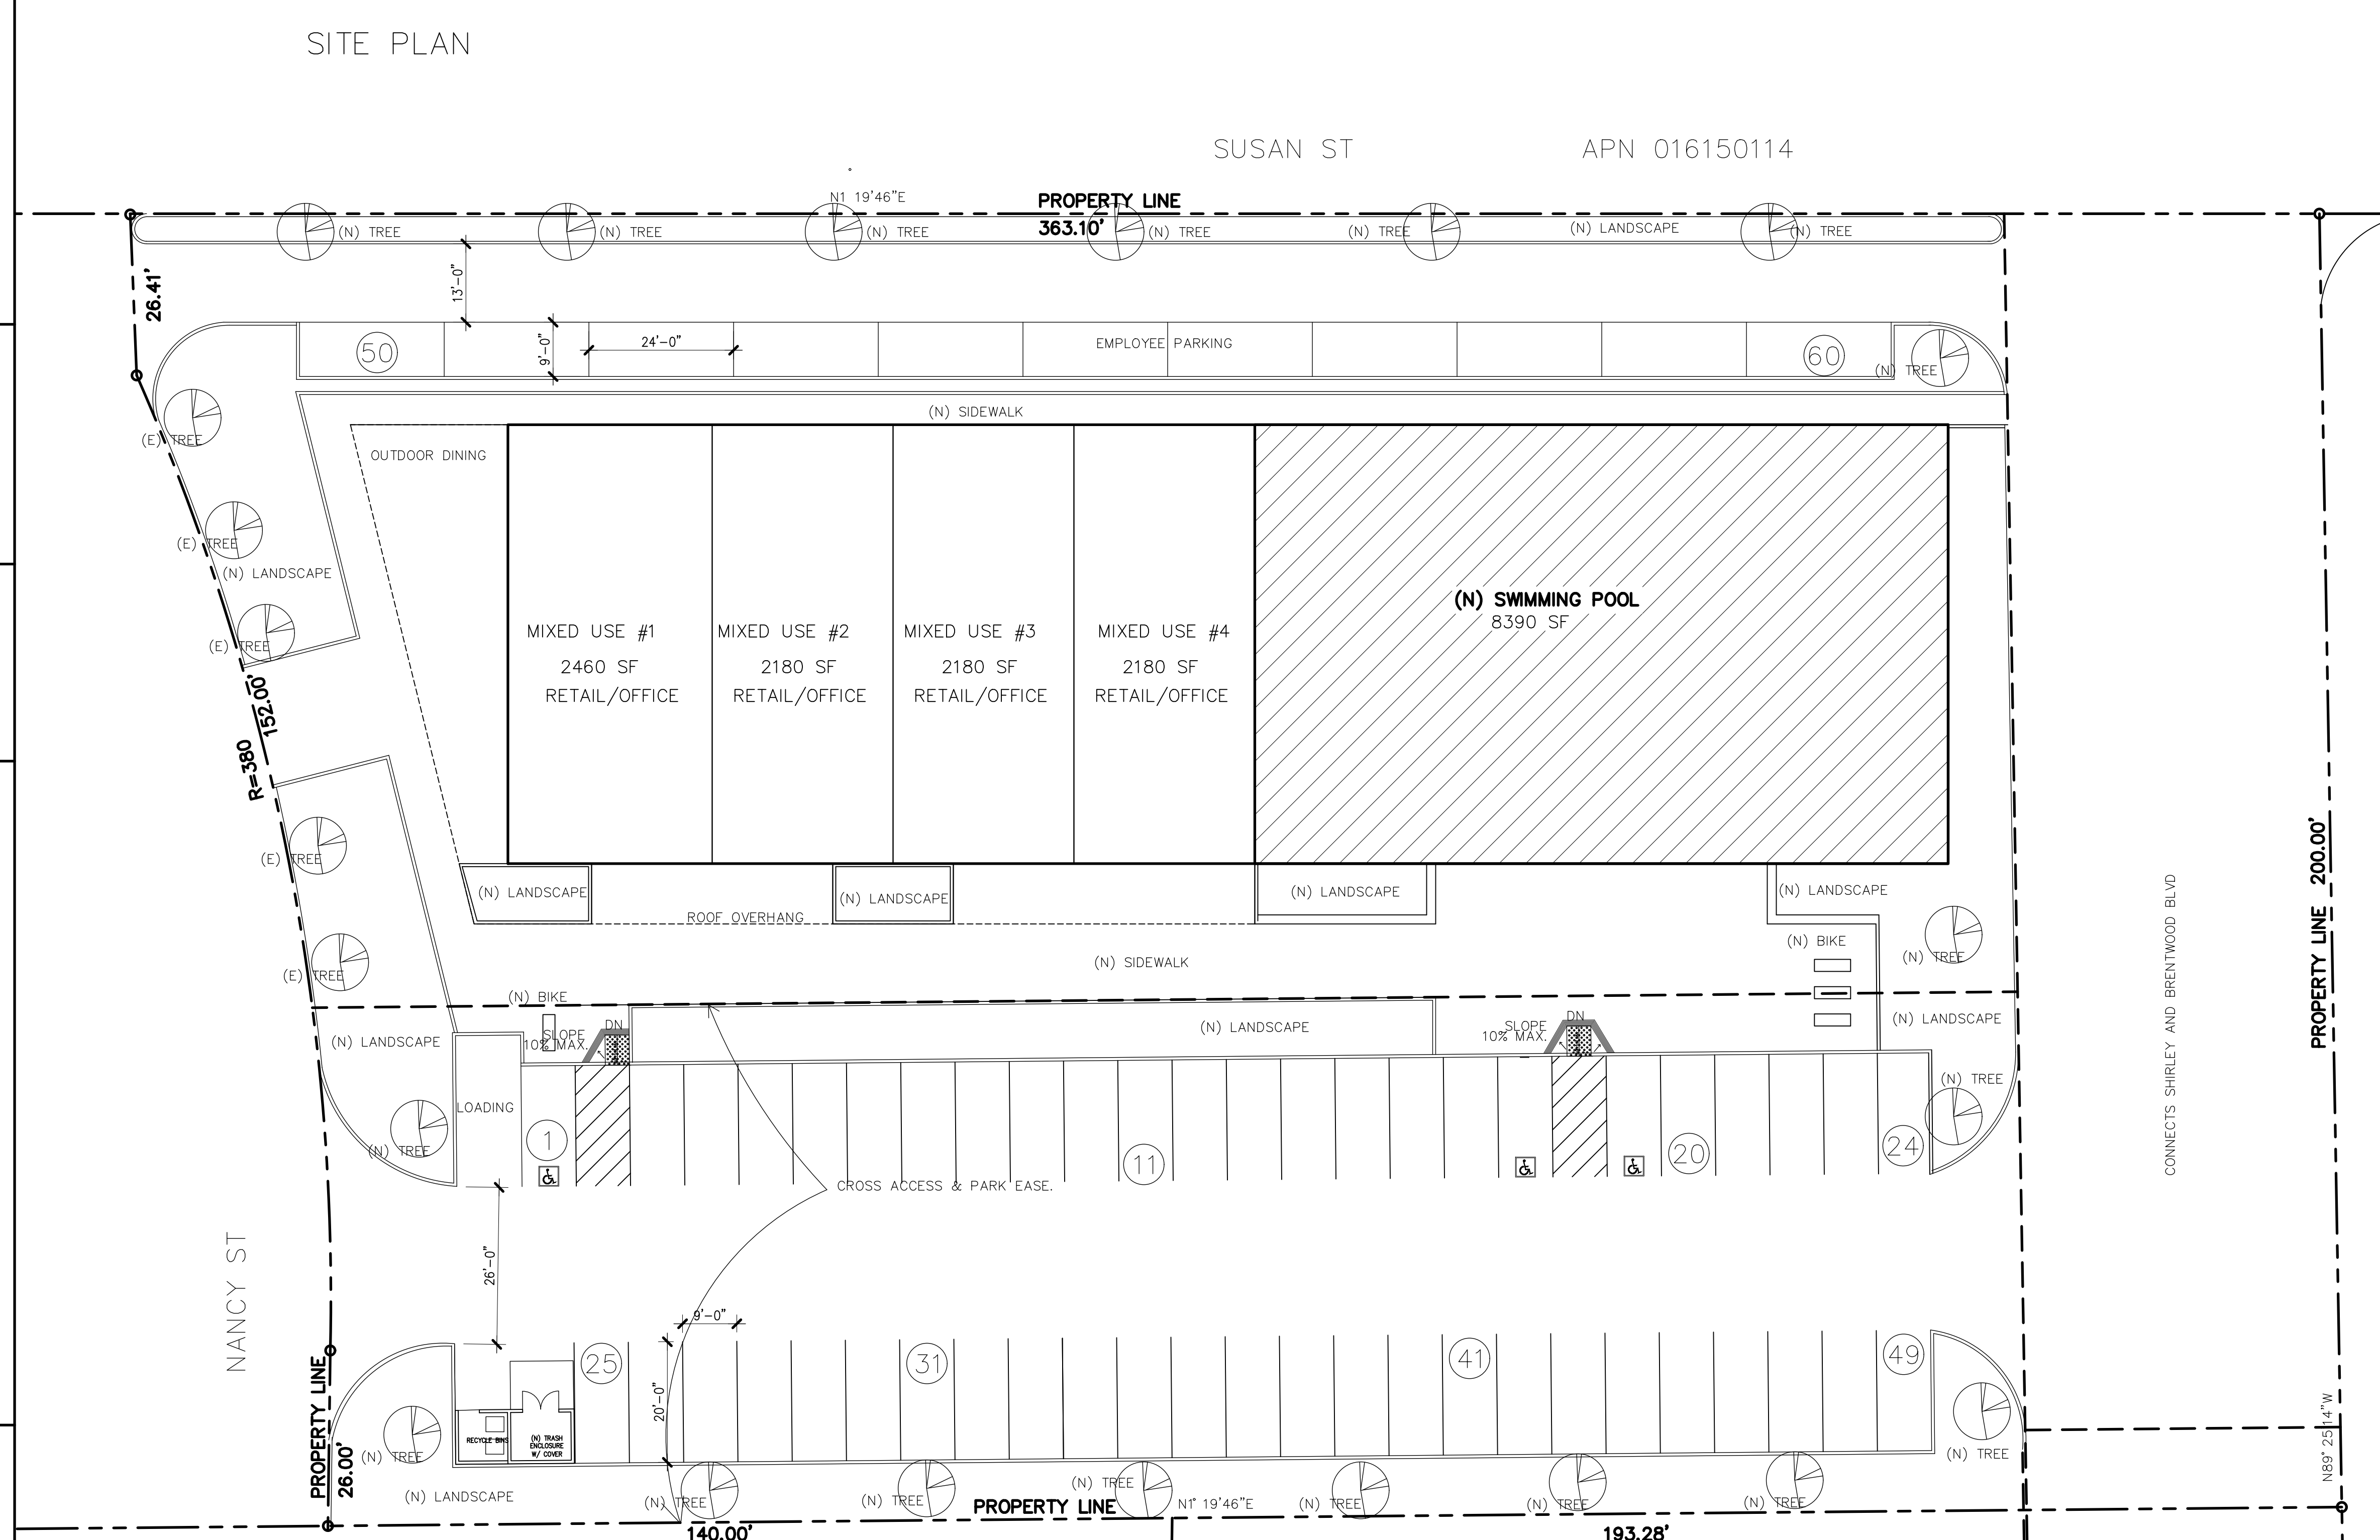 SITE PLAN
SUSAN ST
APN 016150114
N1 19'46"E
PROPERTY LINE
363.10'
(N) TREE
(N) TREE
(N) TREE
(N) TREE
(N) TREE
(N) LANDSCAPE
(N) TREE
26.41'
13'-0"
9'-0"
24'-0"
50
EMPLOYEE PARKING
60
(N) TREE
(N) SIDEWALK
(E) TREE
OUTDOOR DINING
(E) TREE
(N) LANDSCAPE
(E) TREE
MIXED USE #1
2460 SF
RETAIL/OFFICE
MIXED USE #2
2180 SF
RETAIL/OFFICE
MIXED USE #3
2180 SF
RETAIL/OFFICE
MIXED USE #4
2180 SF
RETAIL/OFFICE
(N) SWIMMING POOL
8390 SF
R=380
152.00'
(E) TREE
(E) TREE
(N) LANDSCAPE
(N) LANDSCAPE
(N) LANDSCAPE
(N) LANDSCAPE
ROOF OVERHANG
(N) SIDEWALK
(N) BIKE
(N) TREE
PROPERTY LINE 200.00'
CONNECTS SHIRLEY AND BRENTWOOD BLVD
(N) BIKE
(N) LANDSCAPE
SLOPE
10% MAX.
DN
(N) LANDSCAPE
SLOPE
10% MAX.
DN
(N) LANDSCAPE
(N) TREE
LOADING
(N) TREE
1
11
20
24
CROSS ACCESS & PARK EASE.
NANCY ST
26'-0"
9'-0"
20'-0"
25
31
41
49
PROPERTY LINE
26.00'
RECYCLE BINS
(N) TRASH
ENCLOSURE
W/ COVER
(N) TREE
(N) TREE
N89° 25'14"W
(N) LANDSCAPE
(N) TREE
(N) TREE
(N) TREE
PROPERTY LINE
N1° 19'46"E
(N) TREE
(N) TREE
(N) TREE
140.00'
193.28'